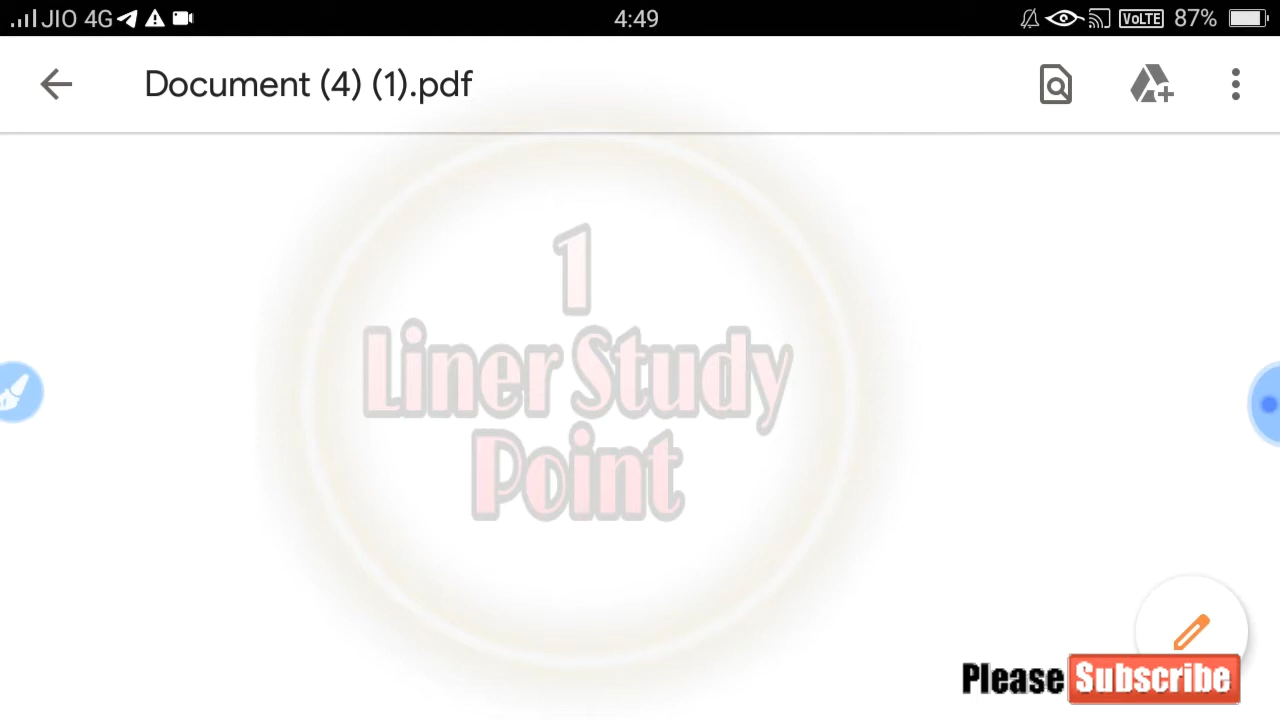 JIO 4G 4:49 VoLTE 87%
Document (4) (1).pdf
1
Liner Study
Point
Please Subscribe